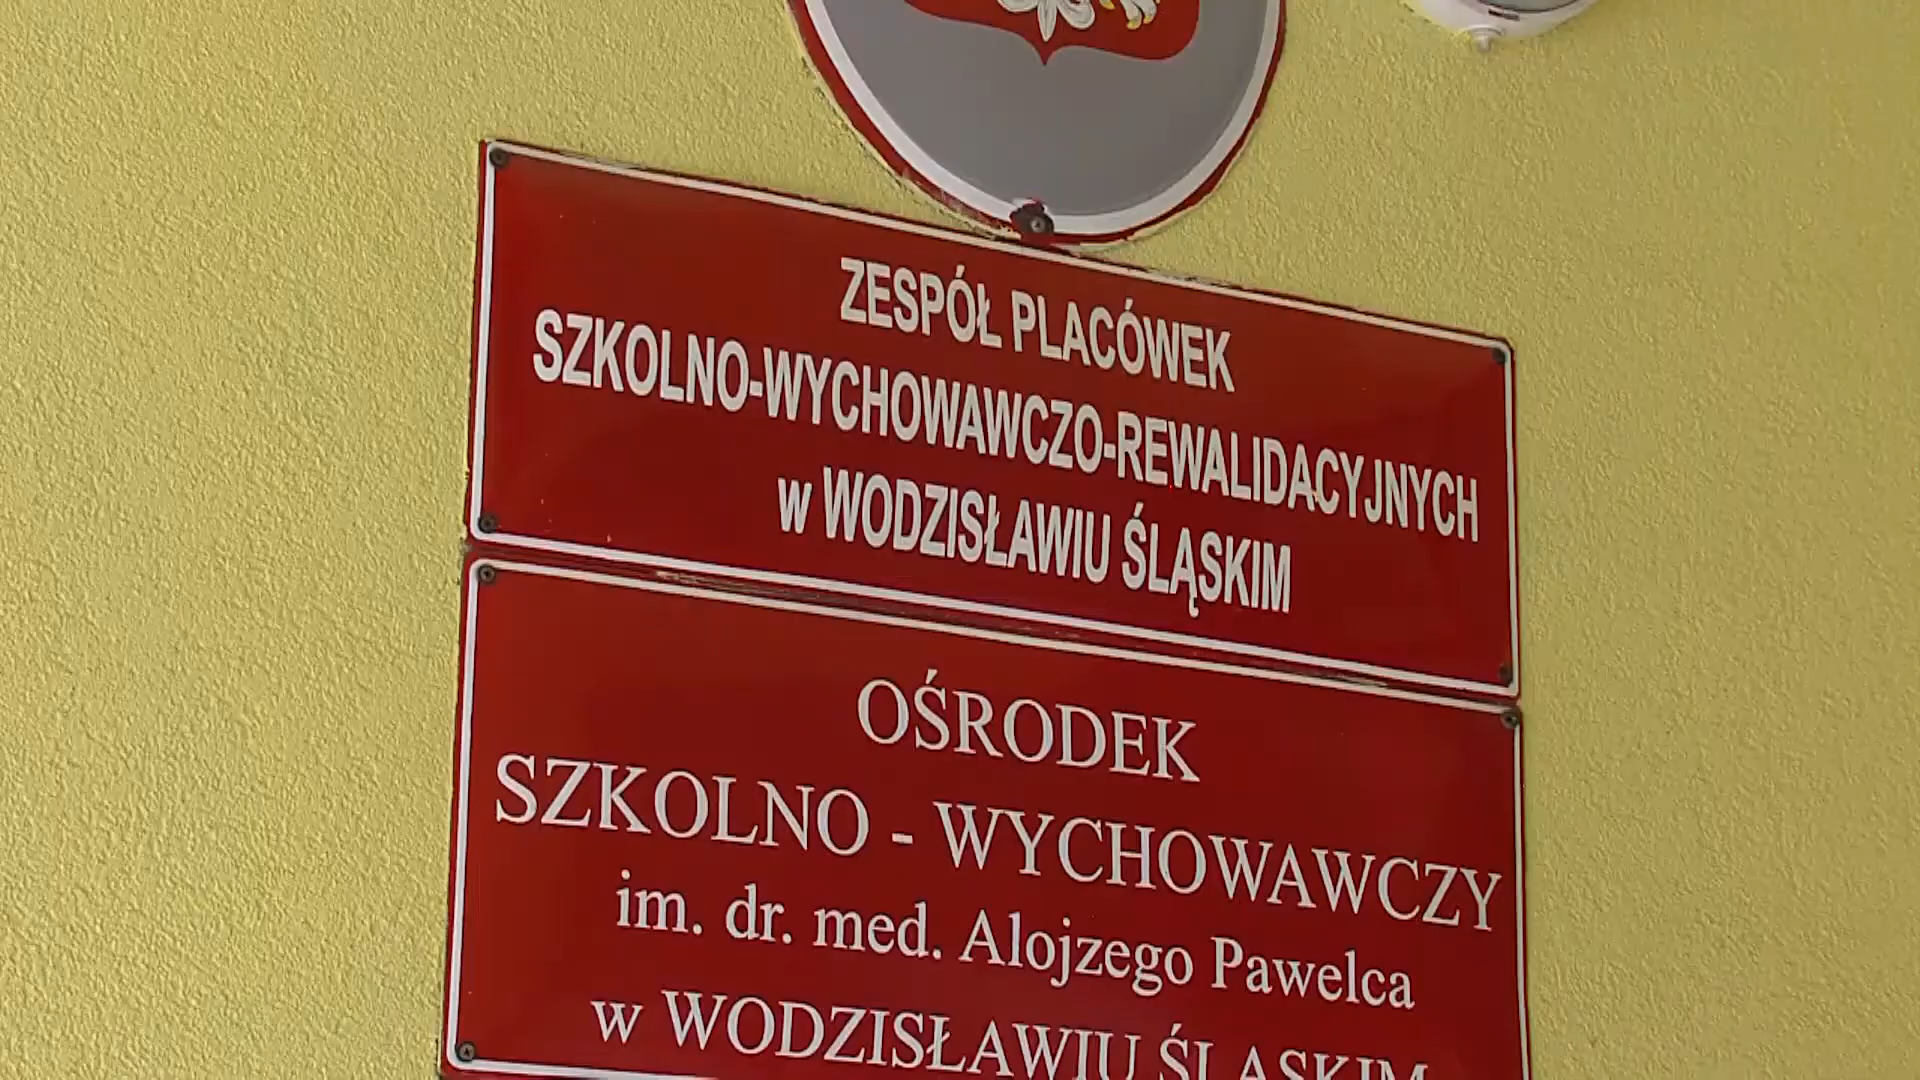 ZESPÓŁ PLACÓWEK
SZKOLNO-WYCHOWAWCZO-REWALIDACYJNYCH
w WODZISŁAWIU ŚLĄSKIM
OŚRODEK
SZKOLNO - WYCHOWAWCZY
im. dr. med. Alojzego Pawelca
w WODZISŁAWIU ŚLĄSKIM